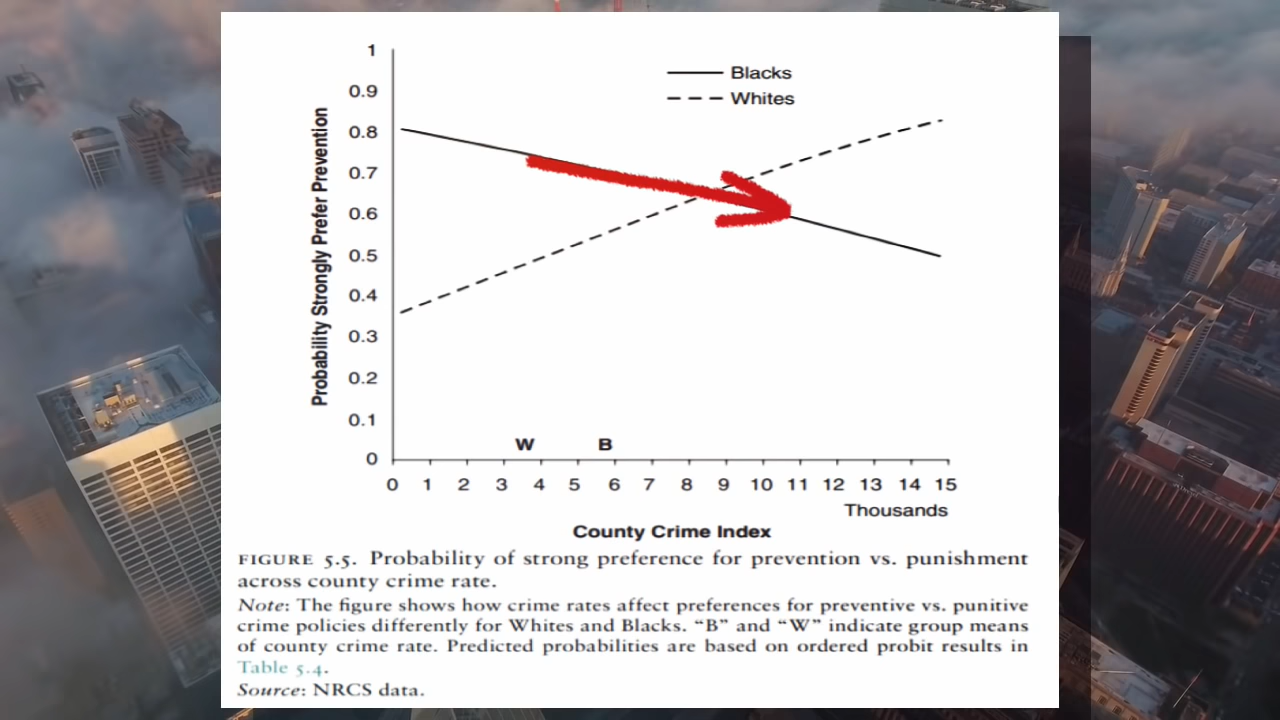 1
0.9
0.8
0.7
0.6
0.5
0.4
0.3
0.2
0.1
0
Probability Strongly Prefer Prevention
Blacks
Whites
W B
0 1 2 3 4 5 6 7 8 9 10 11 12 13 14 15
Thousands
County Crime Index
FIGURE 5.5. Probability of strong preference for prevention vs. punishment
across county crime rate.
Note: The figure shows how crime rates affect preferences for preventive vs. punitive
crime policies differently for Whites and Blacks. “B” and “W” indicate group means
of county crime rate. Predicted probabilities are based on ordered probit results in
Table 5.4.
Source: NRCS data.